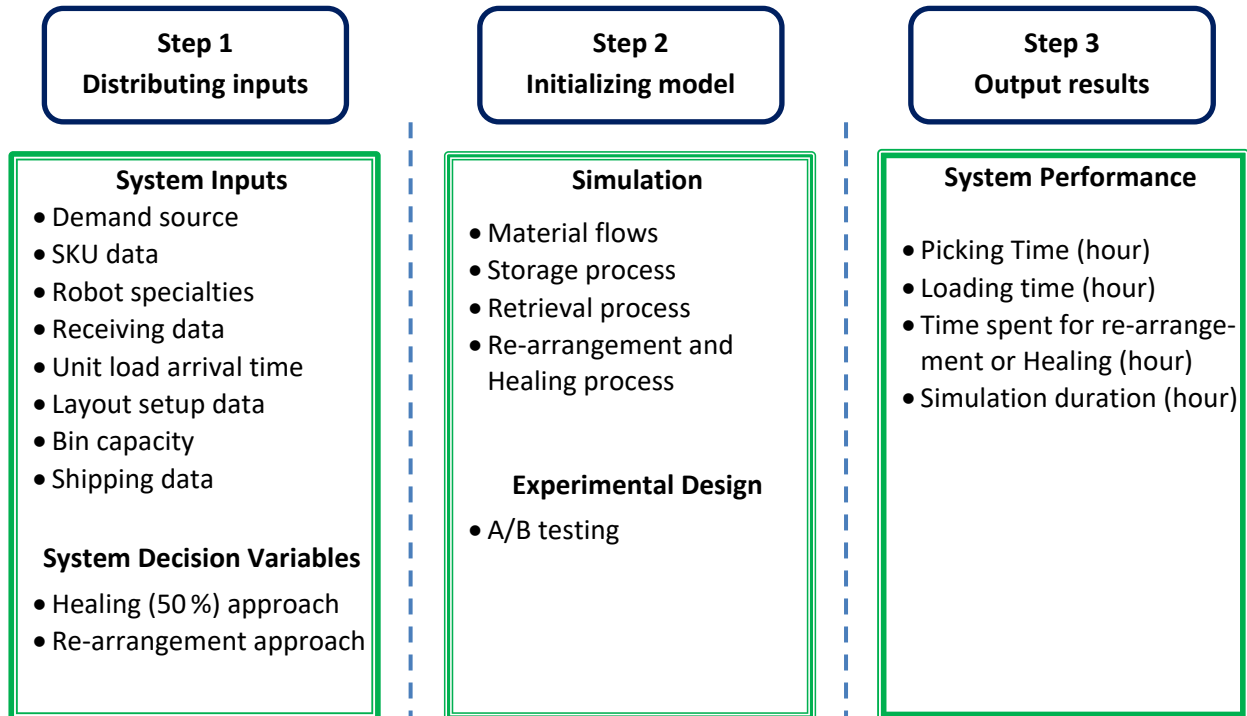 Step 1
Distributing inputs
System Inputs
• Demand source
• SKU data
• Robot specialties
• Receiving data
• Unit load arrival time
• Layout setup data
• Bin capacity
• Shipping data
System Decision Variables
• Healing (50 %) approach
• Re-arrangement approach
Step 2
Initializing model
Simulation
• Material flows
• Storage process
• Retrieval process
• Re-arrangement and
Healing process
Experimental Design
• A/B testing
Step 3
Output results
System Performance
• Picking Time (hour)
• Loading time (hour)
• Time spent for re-arrange-
ment or Healing (hour)
• Simulation duration (hour)